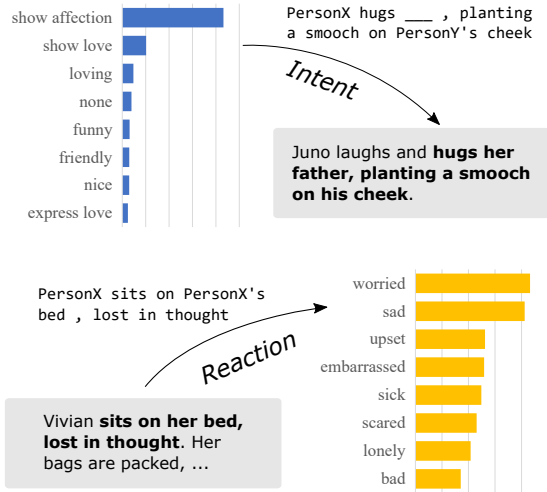 show affection
show love
loving
none
funny
friendly
nice
express love
PersonX hugs ___ , planting
a smooch on PersonY's cheek
Intent
Juno laughs and hugs her
father, planting a smooch
on his cheek.
PersonX sits on PersonX's
bed , lost in thought
Reaction
Vivian sits on her bed,
lost in thought. Her
bags are packed, ...
worried
sad
upset
embarrassed
sick
scared
lonely
bad